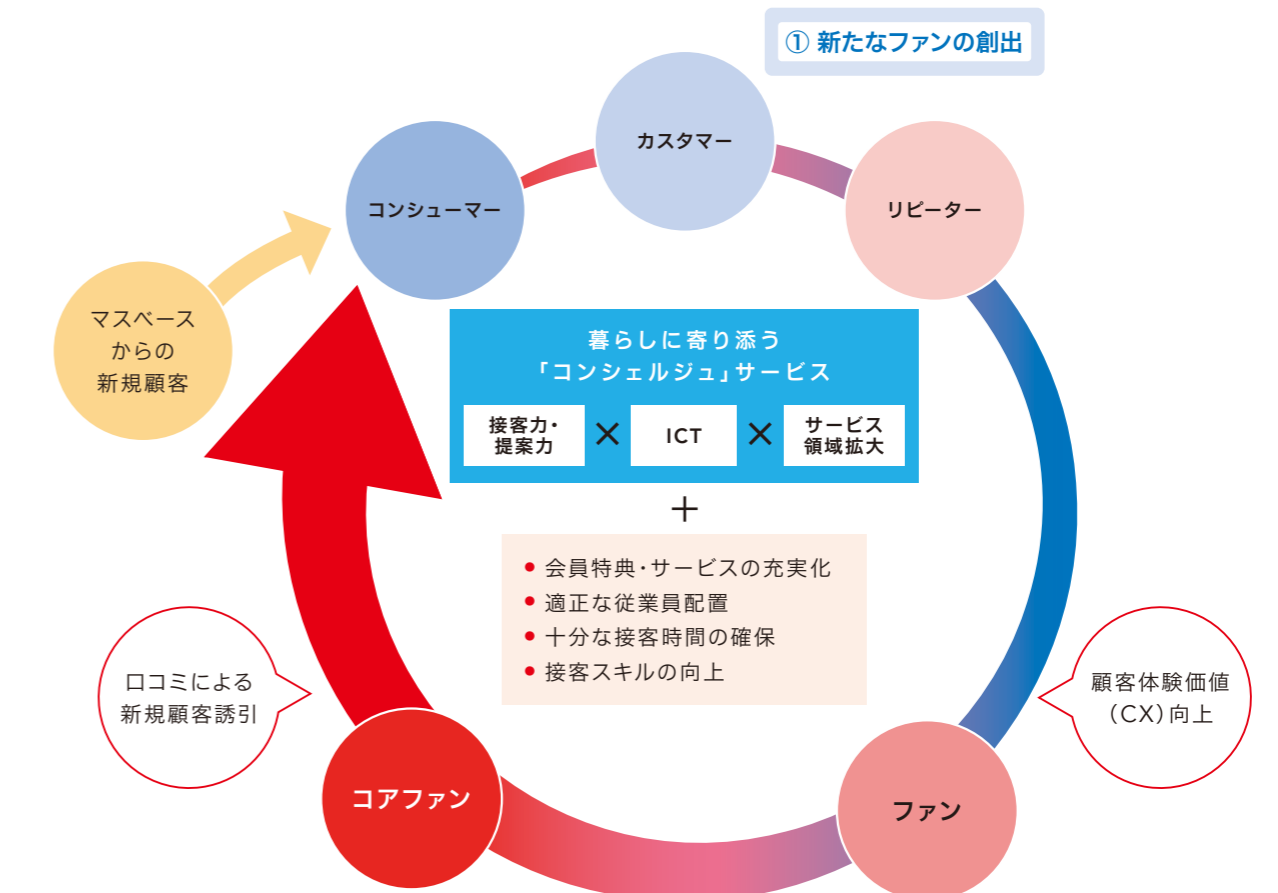 ① 新たなファンの創出
カスタマー
コンシューマー
リピーター
マスベース
からの
新規顧客
暮らしに寄り添う
「コンシェルジュ」サービス
接客力・
提案力
×
ICT
×
サービス
領域拡大
＋
• 会員特典・サービスの充実化
• 適正な従業員配置
• 十分な接客時間の確保
• 接客スキルの向上
口コミによる
新規顧客誘引
顧客体験価値
（CX）向上
コアファン
ファン